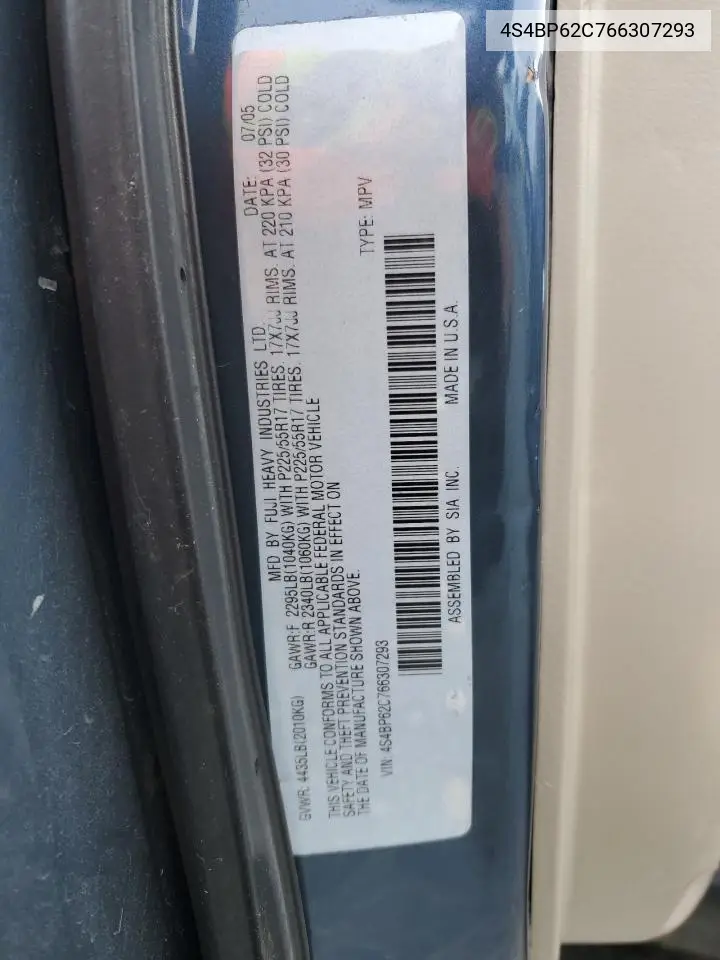 4S4BP62C766307293
MFD BY FUJI HEAVY INDUSTRIES LTD. DATE: 07/05
GAWR:F 2295LB(1040KG) WITH P225/55R17 TIRES. 17X7JJ RIMS. AT 220 KPA (32 PSI) COLD
GVWR: 4435LB(2010KG) GAWR:R 2340LB(1060KG) WITH P225/55R17 TIRES. 17X7JJ RIMS. AT 210 KPA (30 PSI) COLD
THIS VEHICLE CONFORMS TO ALL APPLICABLE FEDERAL MOTOR VEHICLE
SAFETY AND THEFT PREVENTION STANDARDS IN EFFECT ON
THE DATE OF MANUFACTURE SHOWN ABOVE.
VIN: 4S4BP62C766307293 TYPE: MPV
ASSEMBLED BY SIA INC. MADE IN U.S.A.